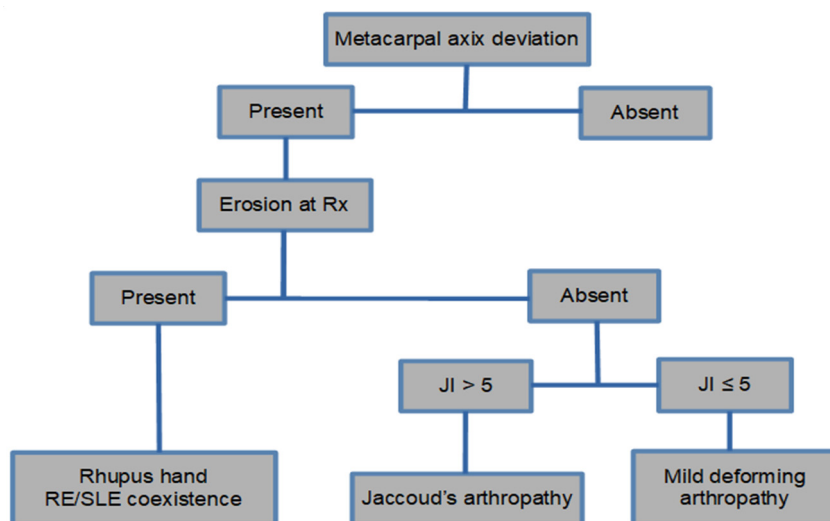 Metacarpal axix deviation
Present
Absent
Erosion at Rx
Present
Absent
JI > 5
JI ≤ 5
Rhupus hand
RE/SLE coexistence
Jaccoud's arthropathy
Mild deforming
arthropathy